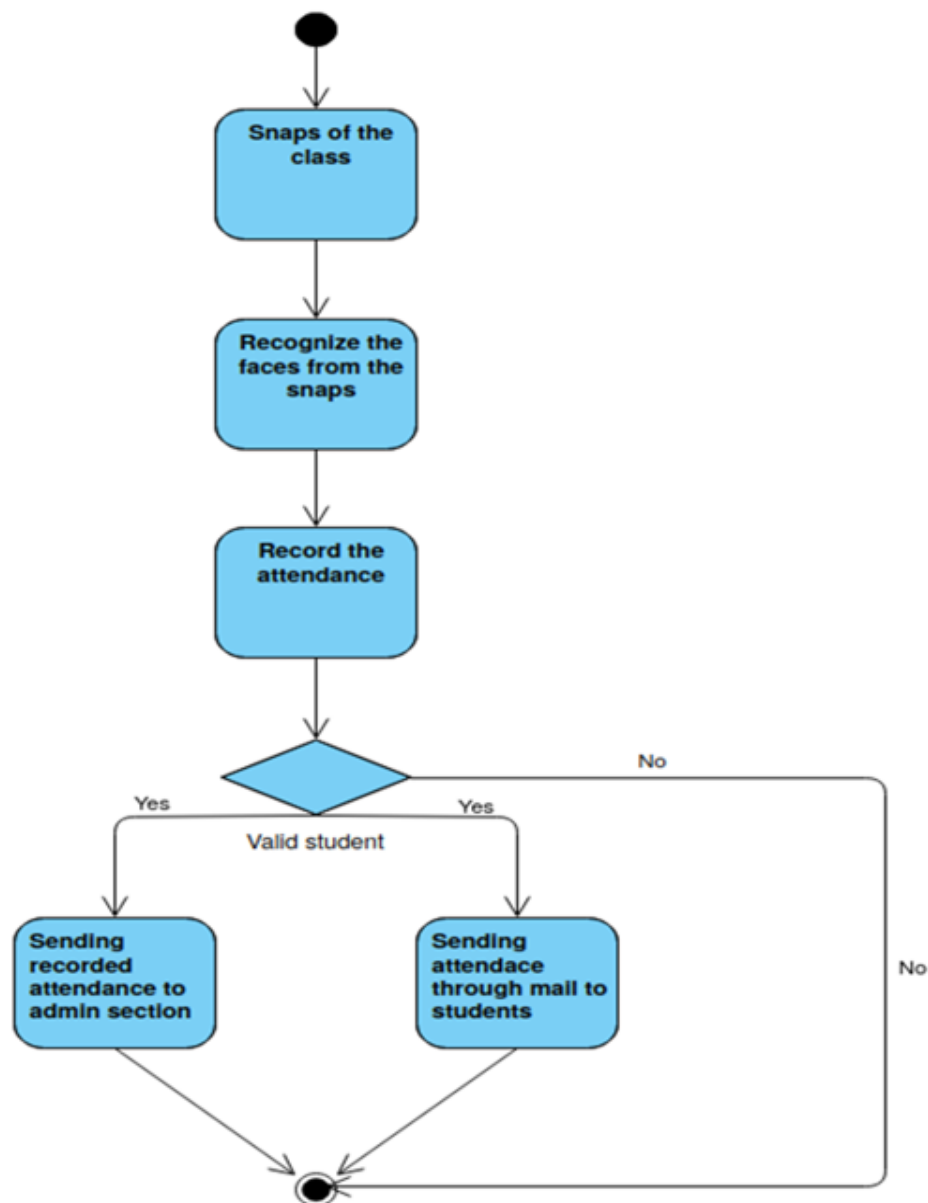 Snaps of the
class
Recognize the
faces from the
snaps
Record the
attendance
No
Yes
Yes
Valid student
Sending
recorded
attendance to
admin section
Sending
attendace
through mail to
students
No